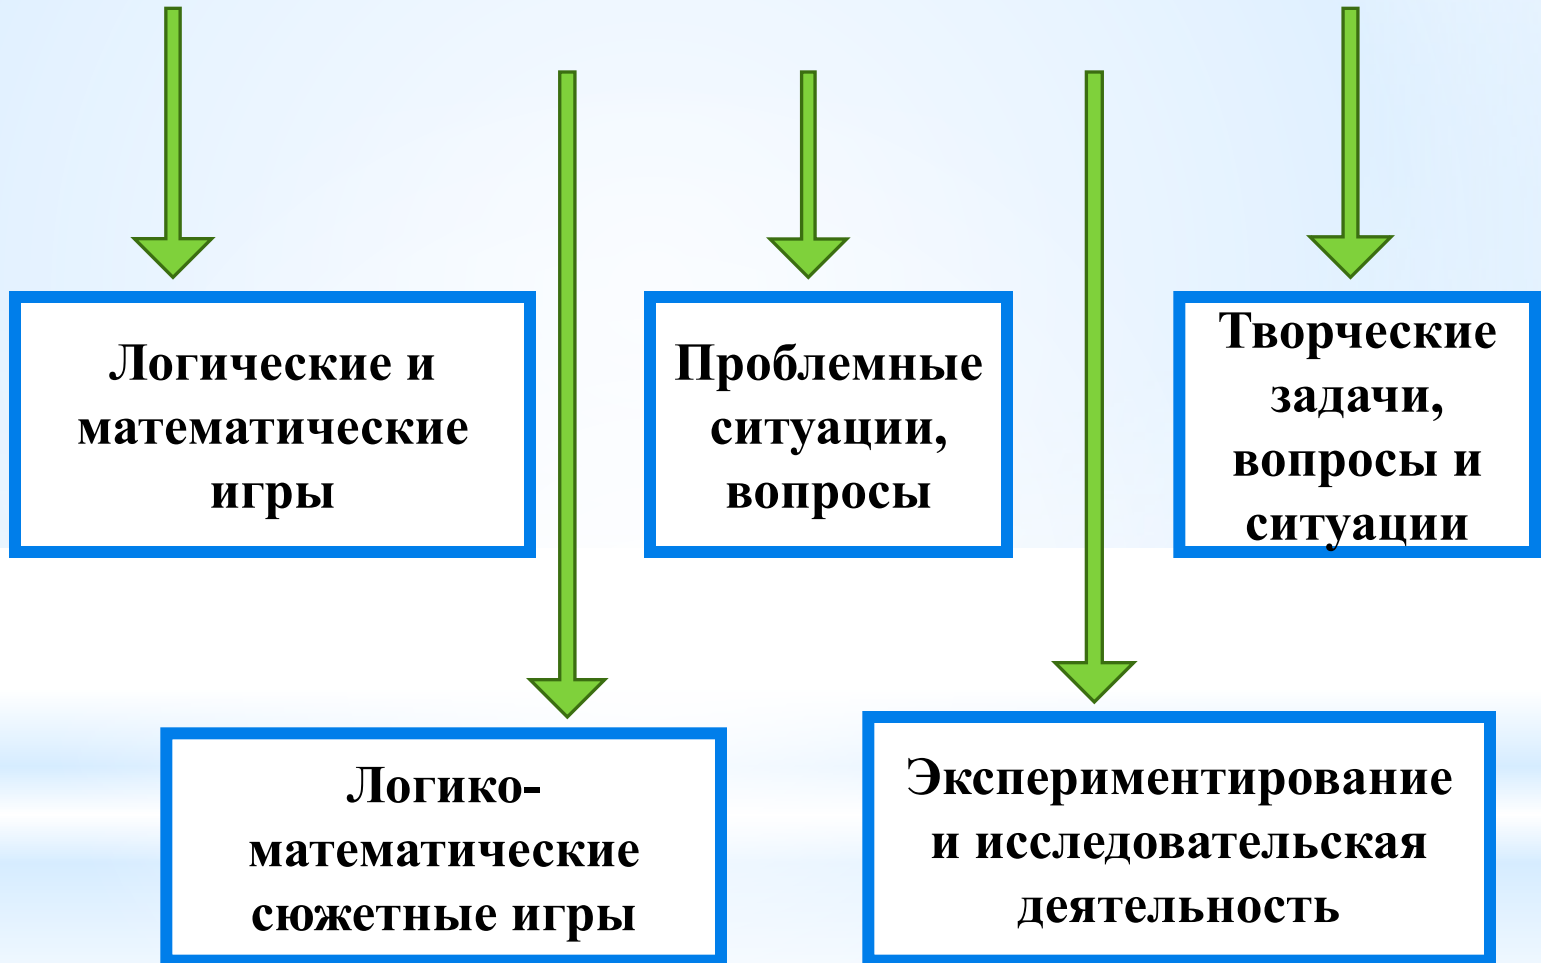 Логические и
математические
игры
Проблемные
ситуации,
вопросы
Творческие
задачи,
вопросы и
ситуации
Логико-
математические
сюжетные игры
Экспериментирование
и исследовательская
деятельность